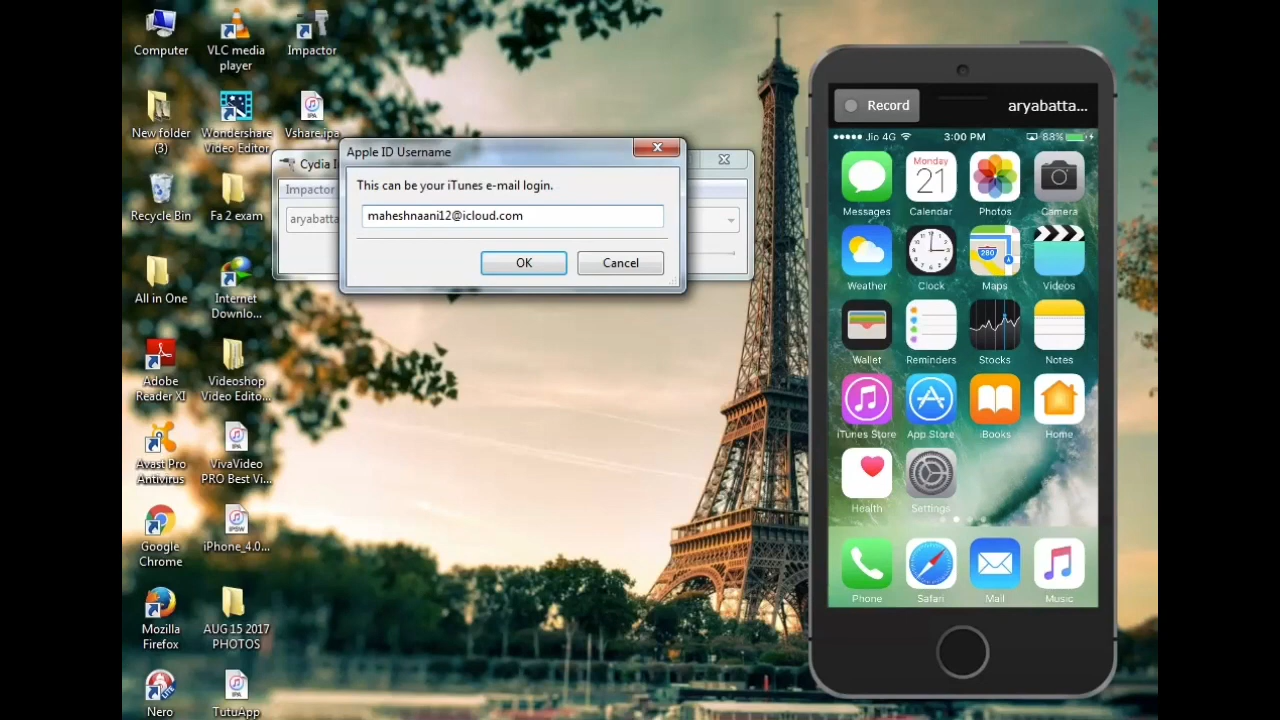 Computer
VLC media
player
Impactor
New folder
(3)
Wondershare
Video Editor
Vshare.ipa
Recycle Bin
Fa 2 exam
All in One
Internet
Downlo...
Adobe
Reader XI
Videoshop
Video Edito...
Avast Pro
Antivirus
VivaVideo
PRO Best Vi...
Google
Chrome
iPhone_4.0...
Mozilla
Firefox
AUG 15 2017
PHOTOS
Nero
TutuApp
Cydia I
Impactor
aryabatta
Apple ID Username
This can be your iTunes e-mail login.
maheshnaani12@icloud.com
OK
Cancel
Record
aryabatta...
Jio 4G
3:00 PM
88%
Monday
21
Messages
Calendar
Photos
Camera
280
Weather
Clock
Maps
Videos
Wallet
Reminders
Stocks
Notes
iTunes Store
App Store
iBooks
Home
Health
Settings
Phone
Safari
Mail
Music